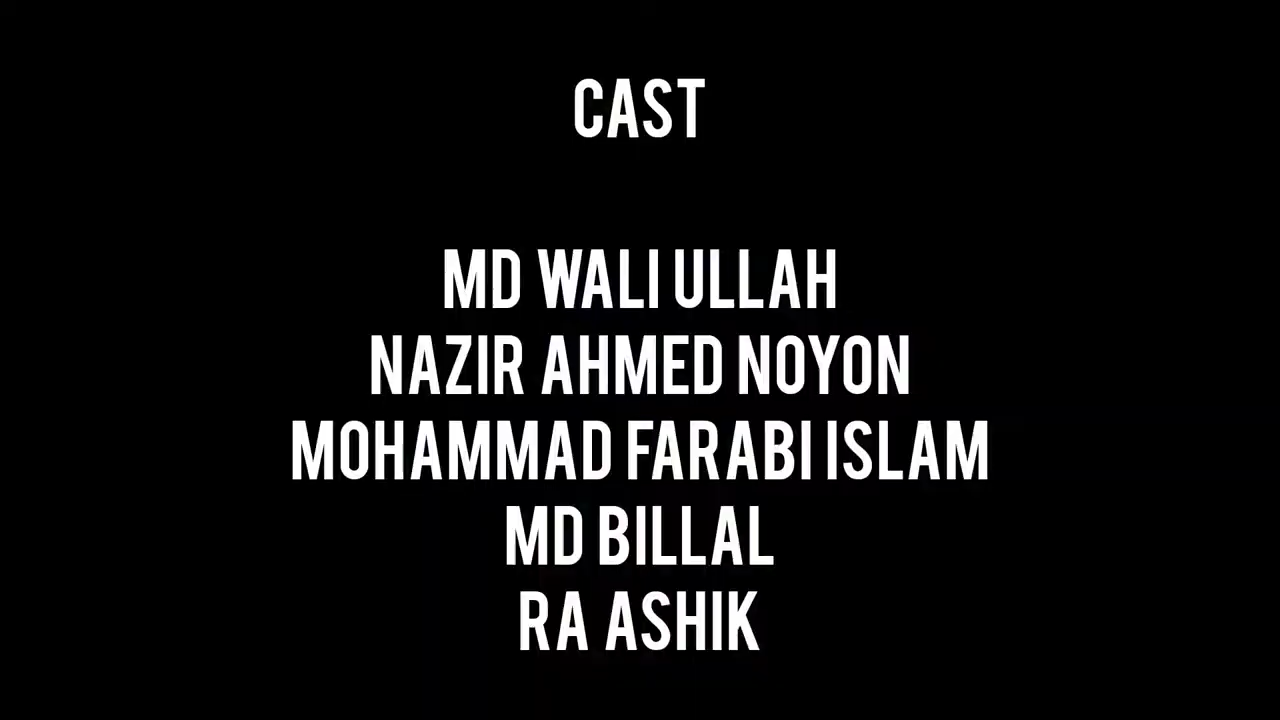 CAST
MD WALI ULLAH
NAZIR AHMED NOYON
MOHAMMAD FARABI ISLAM
MD BILLAL
RA ASHIK